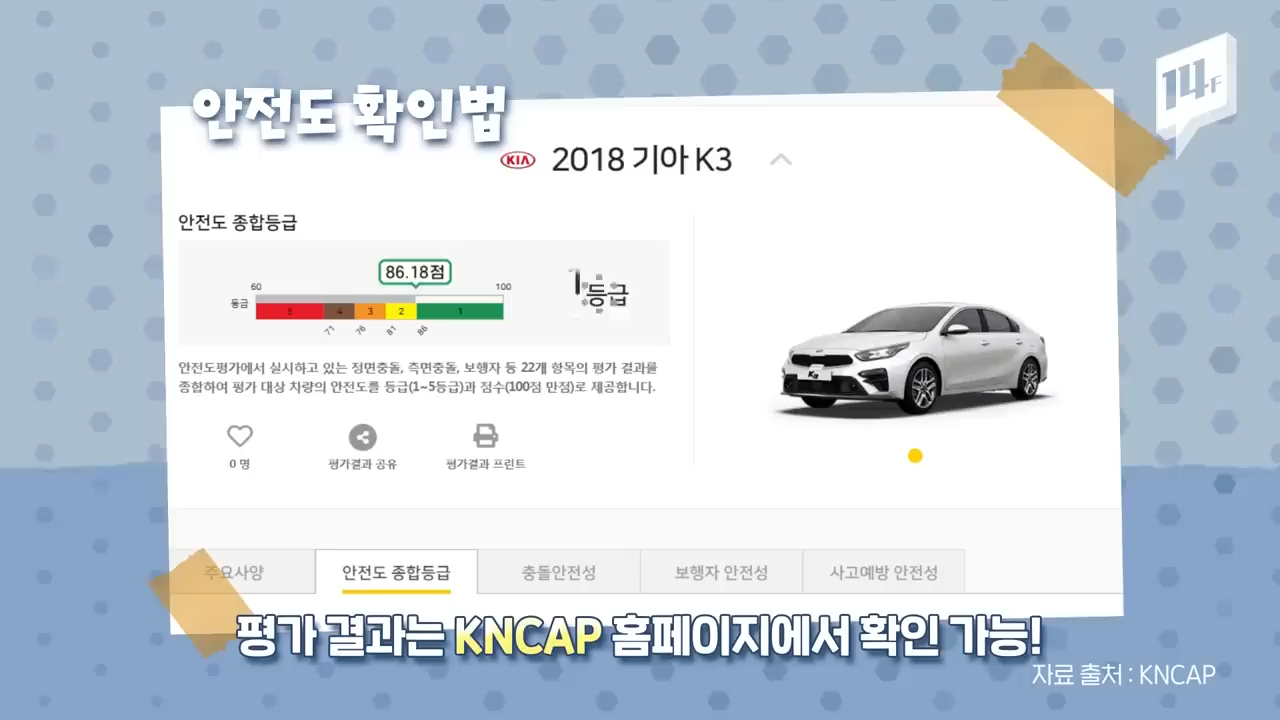 14F
안전도 확인법
KIA 2018 기아 K3
안전도 종합등급
86.18점
60 100
등급 5 4 3 2 1
71 76 81 86
1등급
안전도평가에서 실시하고 있는 정면충돌, 측면충돌, 보행자 등 22개 항목의 평가 결과를
종합하여 평가 대상 차량의 안전도를 등급(1~5등급)과 점수(100점 만점)로 제공합니다.
K3
0 명 평가결과 공유 평가결과 프린트
주요사양 안전도 종합등급 충돌안전성 보행자 안전성 사고예방 안전성
평가 결과는 KNCAP 홈페이지에서 확인 가능!
자료 출처 : KNCAP